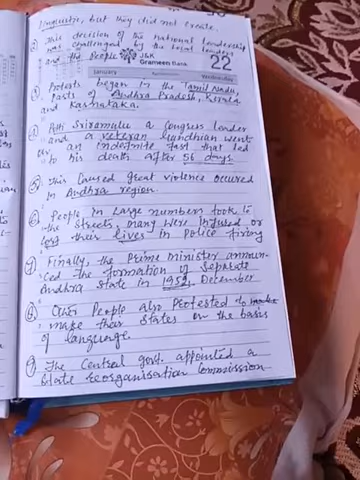 linguistic, but they did not create.
② This decision of the national leadership
was challenged by the local leaders
and the People
J&K
Grameen Bank
22
January
Wednesday
③ Protests began in the Tamil Nadu,
parts of Andhra Pradesh, Kerala
and Karnataka.
④ Potti Sriramulu a Congress leader
and a veteran Gandhian went
on an indefinite fast that led
to his death after 56 days
⑤ This Caused great violence occured
in Andhra region.
⑥ People in Large numbers took to
the streets, many were Injured or
lost their lives in Police firing
⑦ Finally, the Prime Minister announ-
ced the formation of Separate
Andhra state in 1952, December
⑧ Other People also Protested to
make their States on the basis
of language.
⑨ The Central govt. appointed a
State reorganisation Commission